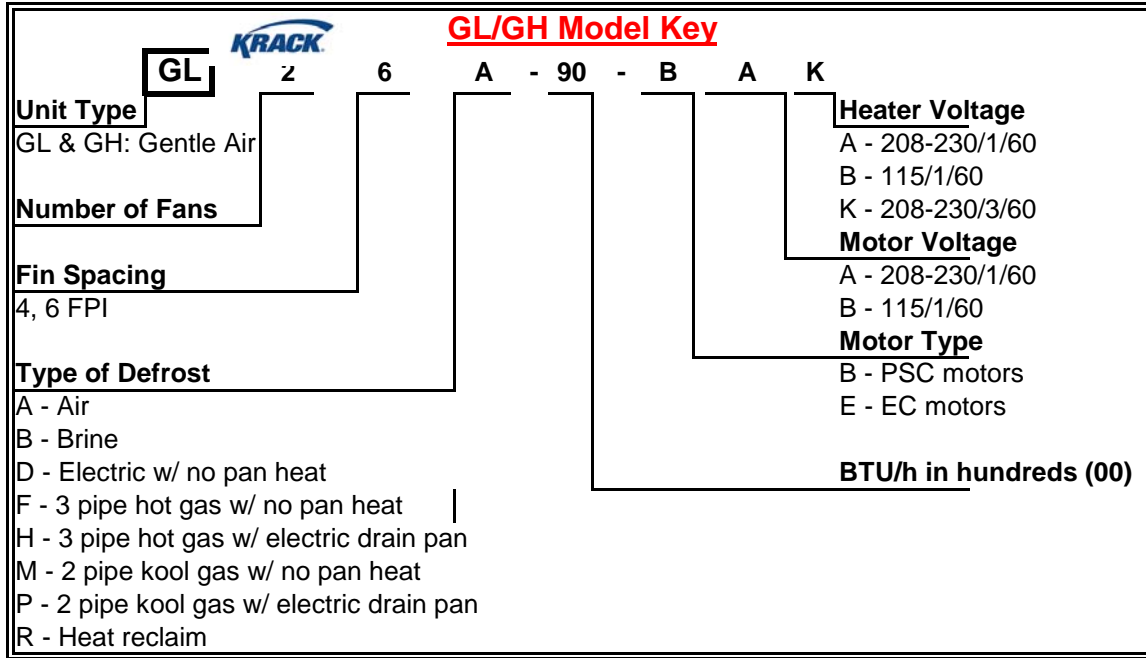 KRACK
GL/GH Model Key
GL 2 6 A - 90 - B A K
Unit Type
GL & GH: Gentle Air
Number of Fans
Fin Spacing
4, 6 FPI
Type of Defrost
A - Air
B - Brine
D - Electric w/ no pan heat
F - 3 pipe hot gas w/ no pan heat
H - 3 pipe hot gas w/ electric drain pan
M - 2 pipe kool gas w/ no pan heat
P - 2 pipe kool gas w/ electric drain pan
R - Heat reclaim
Heater Voltage
A - 208-230/1/60
B - 115/1/60
K - 208-230/3/60
Motor Voltage
A - 208-230/1/60
B - 115/1/60
Motor Type
B - PSC motors
E - EC motors
BTU/h in hundreds (00)